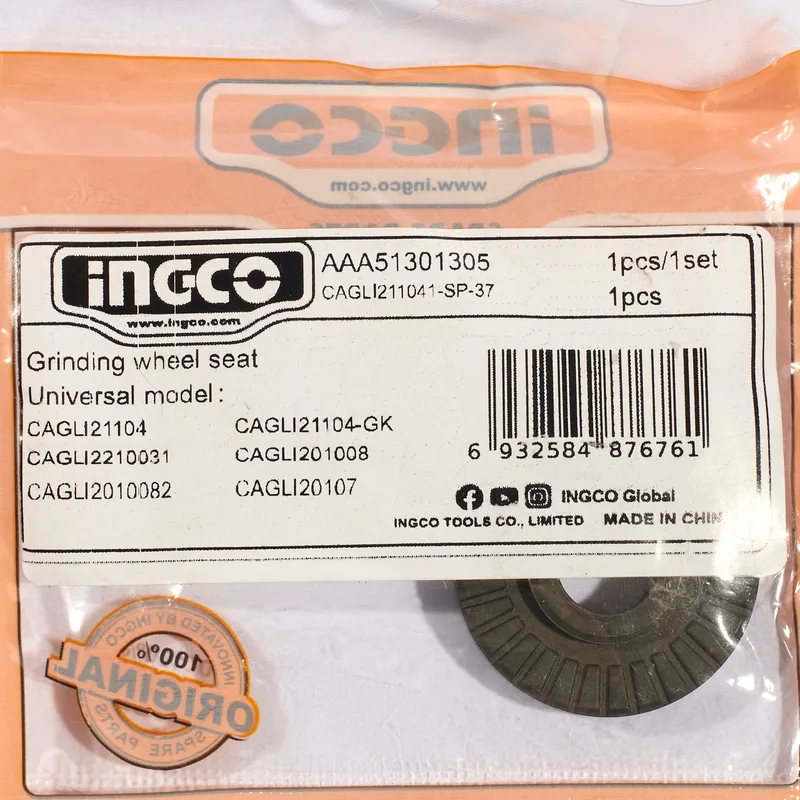 INGCO
www.ingco.com
INGCO
www.ingco.com
AAA51301305
1pcs/1set
CAGLI211041-SP-37
1pcs
Grinding wheel seat
Universal model:
CAGLI21104
CAGLI21104-GK
CAGLI2210031
CAGLI201008
CAGLI2010082
CAGLI20107
6 932584 876761
INGCO Global
INGCO TOOLS CO., LIMITED
MADE IN CHIN
INNOVATED BY INGCO
100%
ORIGINAL
SPARE PARTS